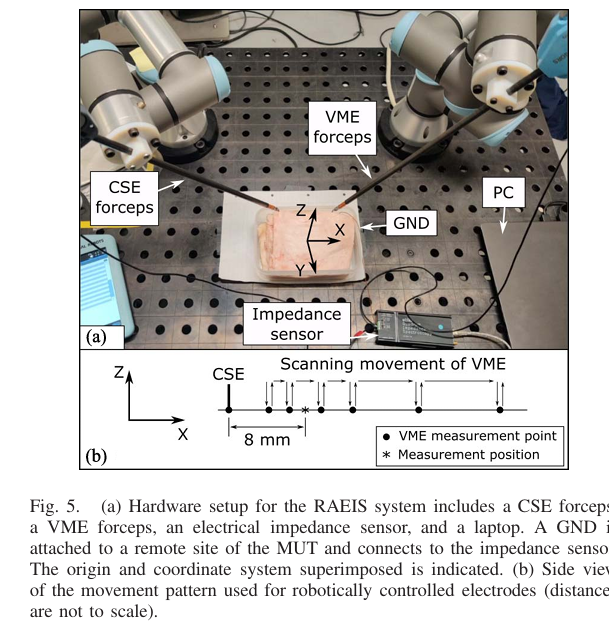 VME
forceps
CSE
forceps
PC
Z
X
GND
Y
Impedance
sensor
(a)
Scanning movement of VME
Z
CSE
X
8 mm
● VME measurement point
* Measurement position
(b)
Fig. 5. (a) Hardware setup for the RAEIS system includes a CSE forceps
a VME forceps, an electrical impedance sensor, and a laptop. A GND i
attached to a remote site of the MUT and connects to the impedance senso
The origin and coordinate system superimposed is indicated. (b) Side view
of the movement pattern used for robotically controlled electrodes (distance
are not to scale).